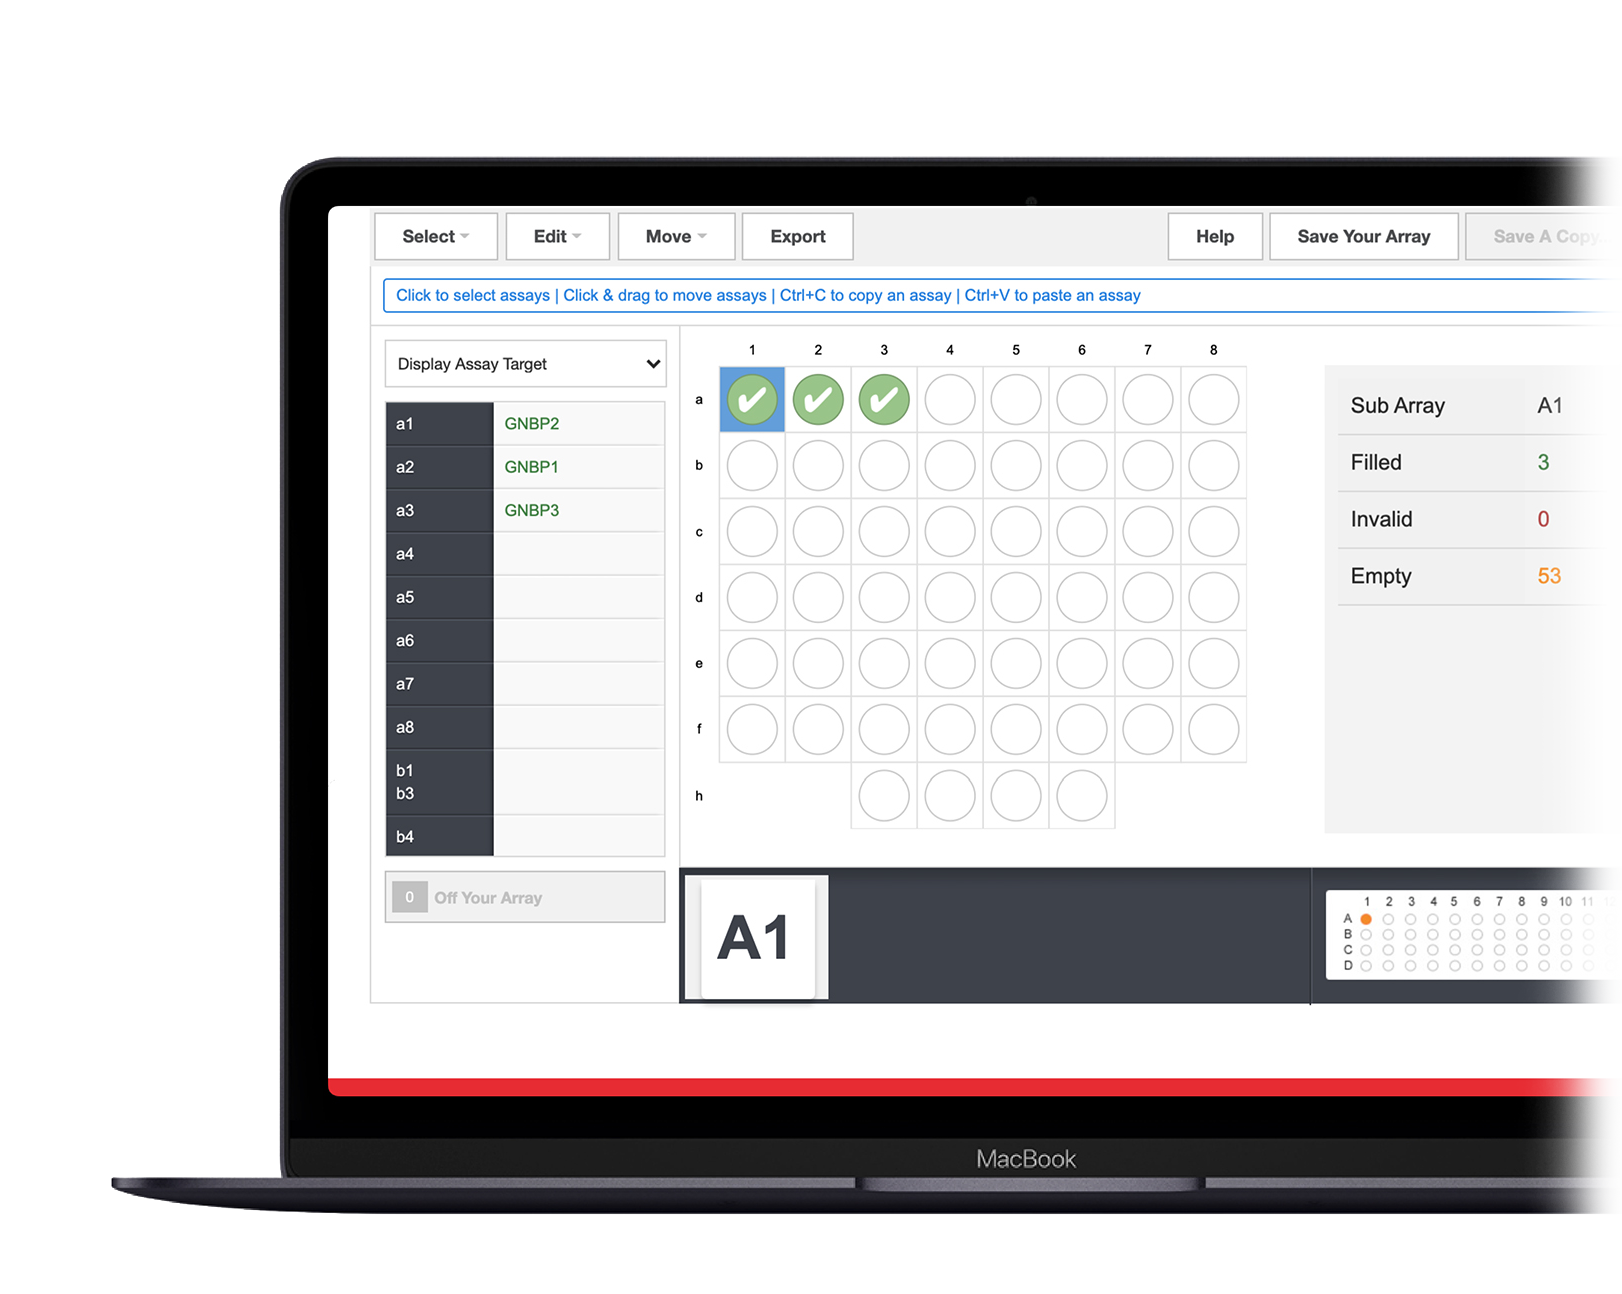 Select Edit Move Export Help Save Your Array Save A Copy
Click to select assays | Click & drag to move assays | Ctrl+C to copy an assay | Ctrl+V to paste an assay
Display Assay Target
a1 GNBP2
a2 GNBP1
a3 GNBP3
a4
a5
a6
a7
a8
b1
b3
b4
0 Off Your Array
1 2 3 4 5 6 7 8
a
b
c
d
e
f
h
Sub Array A1
Filled 3
Invalid 0
Empty 53
A1
1 2 3 4 5 6 7 8 9 10 11
A
B
C
D
MacBook